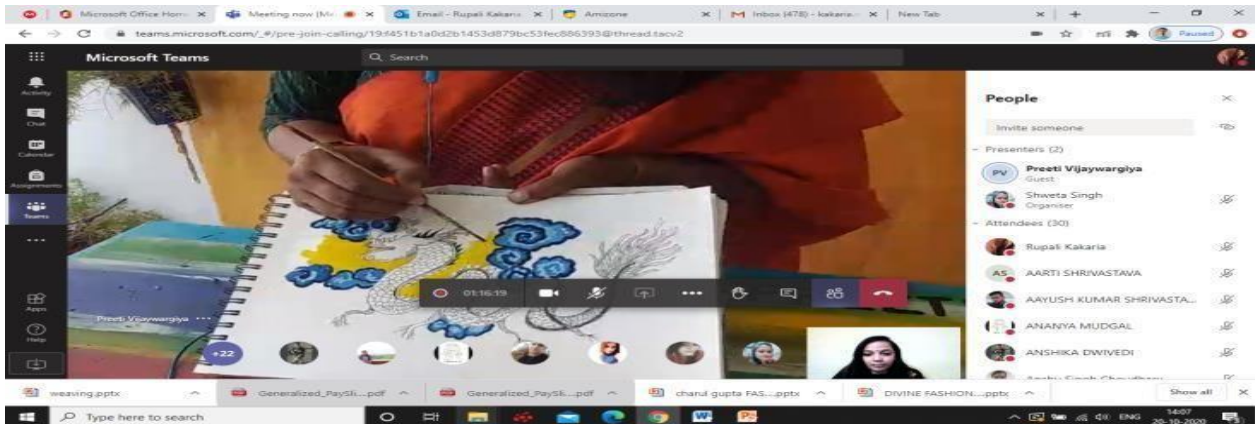 Microsoft Office Hom
Meeting now (Mi
Email - Rupali Kakaria
Amizone
Inbox (478) - kakaria.
New Tab
teams.microsoft.com/_#/pre-join-calling/19:f451b1a0d2b1453d879bc53fec886393@thread.tacv2
Paused
Microsoft Teams
Search
Activity
Chat
Calendar
Assignments
Teams
Apps
Help
Preeti Vijaywargiya
01:16:19
+22
People
Invite someone
Presenters (2)
PV
Preeti Vijaywargiya
Guest
Shweta Singh
Organiser
Attendees (30)
Rupali Kakaria
AS
AARTI SHRIVASTAVA
AAYUSH KUMAR SHRIVASTA...
ANANYA MUDGAL
ANSHIKA DWIVEDI
weaving.pptx
Generalized_PaySli....pdf
Generalized_PaySli....pdf
charul gupta FAS....pptx
DIVINE FASHION....pptx
Show all
Type here to search
ENG
14:07
20-10-2020